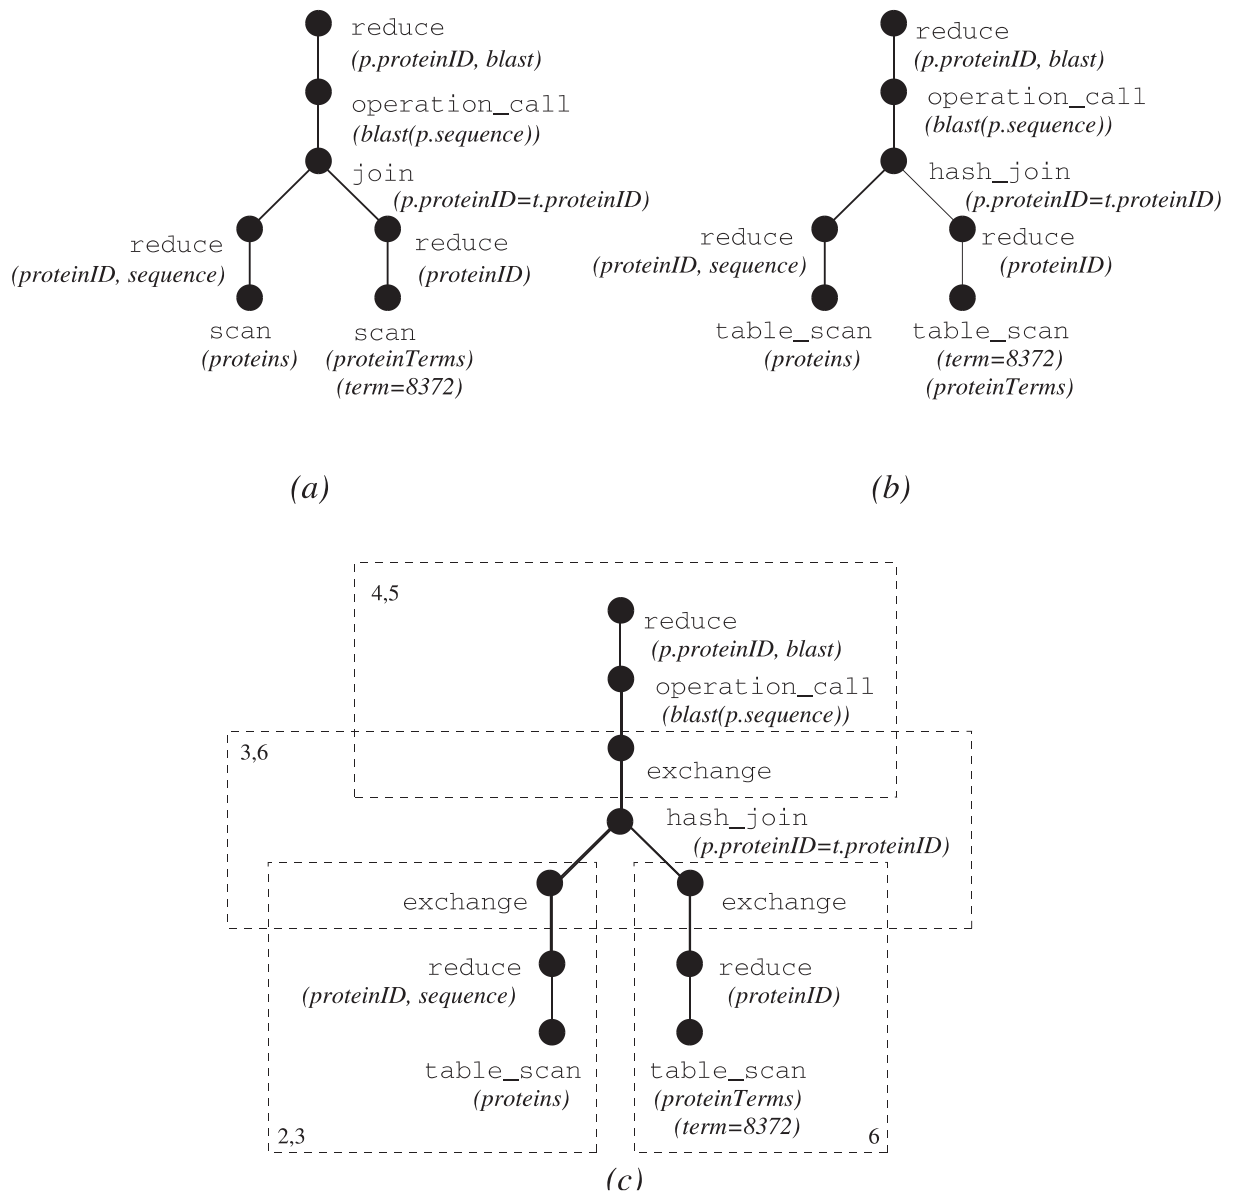 reduce
(p.proteinID, blast)
operation_call
(blast(p.sequence))
join
(p.proteinID=t.proteinID)
reduce
(proteinID, sequence)
reduce
(proteinID)
scan
(proteins)
scan
(proteinTerms)
(term=8372)
(a)
reduce
(p.proteinID, blast)
operation_call
(blast(p.sequence))
hash_join
(p.proteinID=t.proteinID)
reduce
(proteinID, sequence)
reduce
(proteinID)
table_scan
(proteins)
table_scan
(term=8372)
(proteinTerms)
(b)
4,5
reduce
(p.proteinID, blast)
operation_call
(blast(p.sequence))
3,6
exchange
hash_join
(p.proteinID=t.proteinID)
exchange
exchange
reduce
(proteinID, sequence)
reduce
(proteinID)
table_scan
(proteins)
2,3
table_scan
(proteinTerms)
(term=8372)
6
(c)